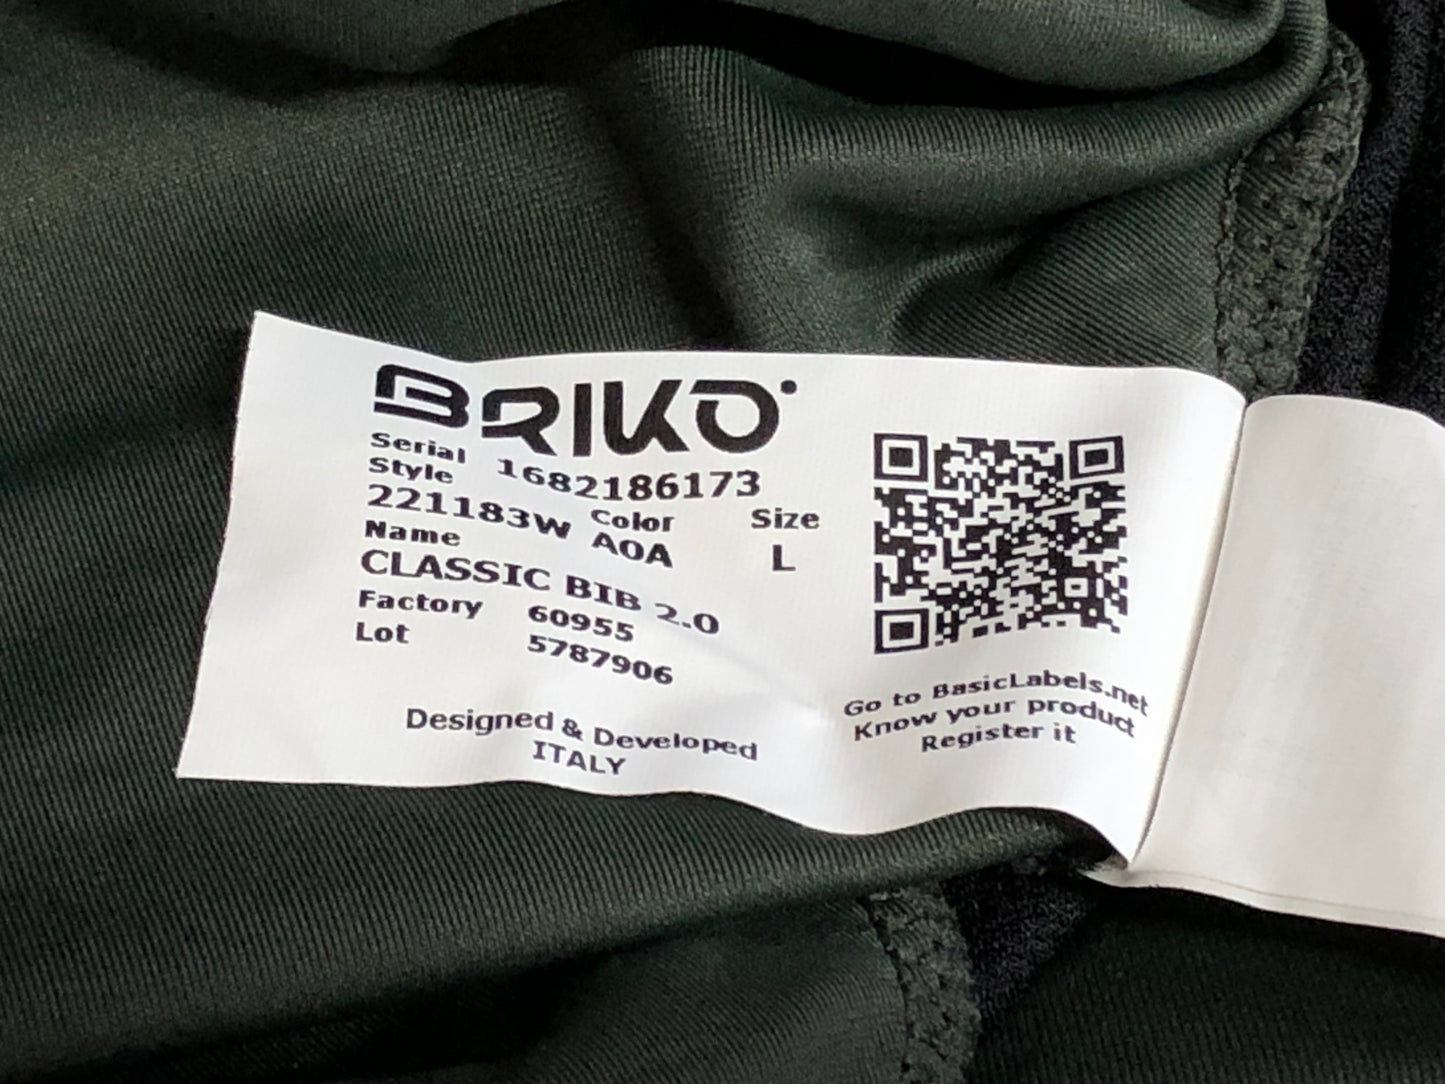 BRIKO
Serial 1682186173
Style
221183W Color Size
Name A0A L
CLASSIC BIB 2.0
Factory 60955
Lot 5787906
Designed & Developed
ITALY
Go to BasicLabels.net
Know your product
Register it